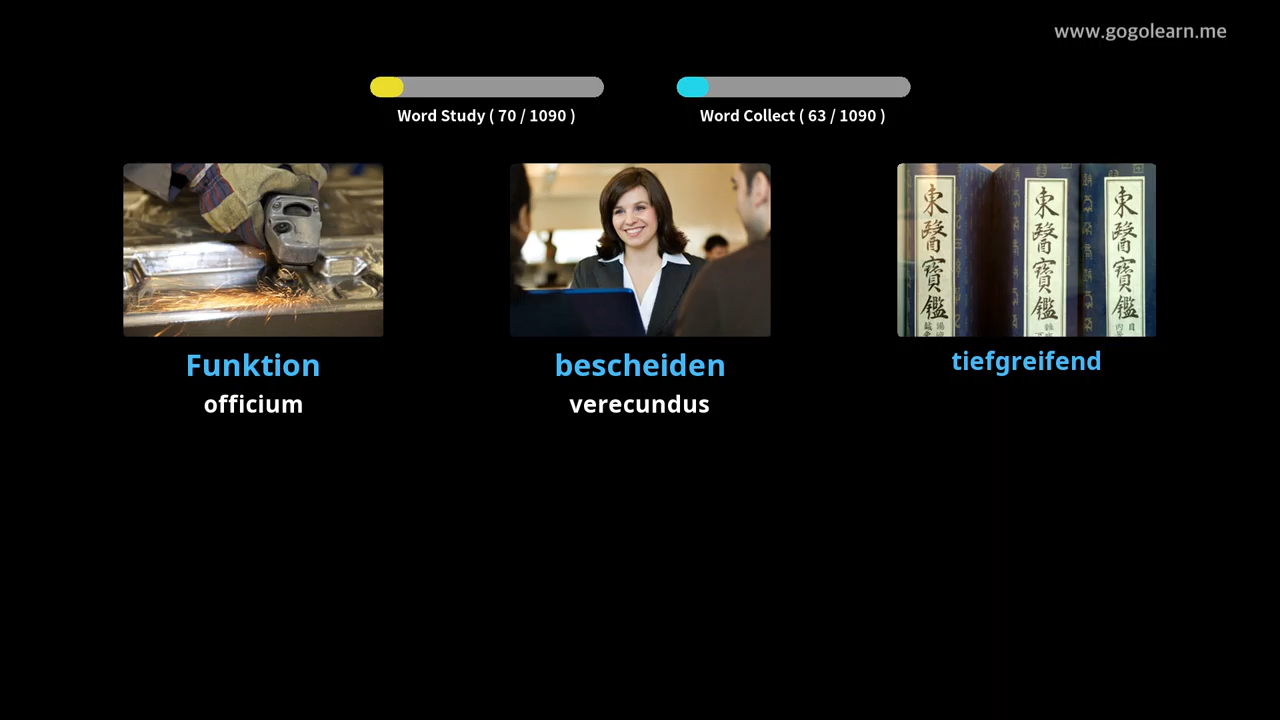 www.gogolearn.me
Word Study ( 70 / 1090 )
Word Collect ( 63 / 1090 )
東醫寶鑑
東醫寶鑑
東醫寶鑑
Funktion
officium
bescheiden
verecundus
tiefgreifend